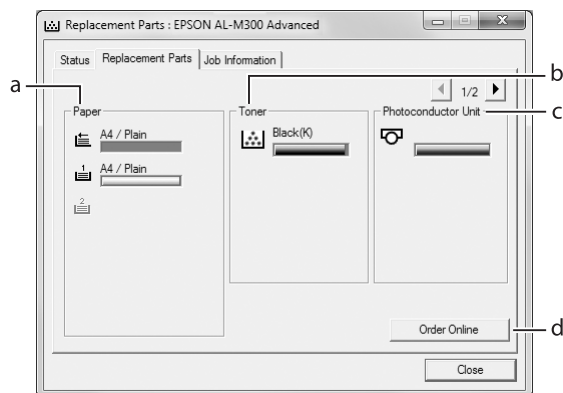 Replacement Parts : EPSON AL-M300 Advanced
Status Replacement Parts Job Information
1/2
a b c d
Paper
A4 / Plain
1 A4 / Plain
2
Toner
Black(K)
Photoconductor Unit
Order Online
Close